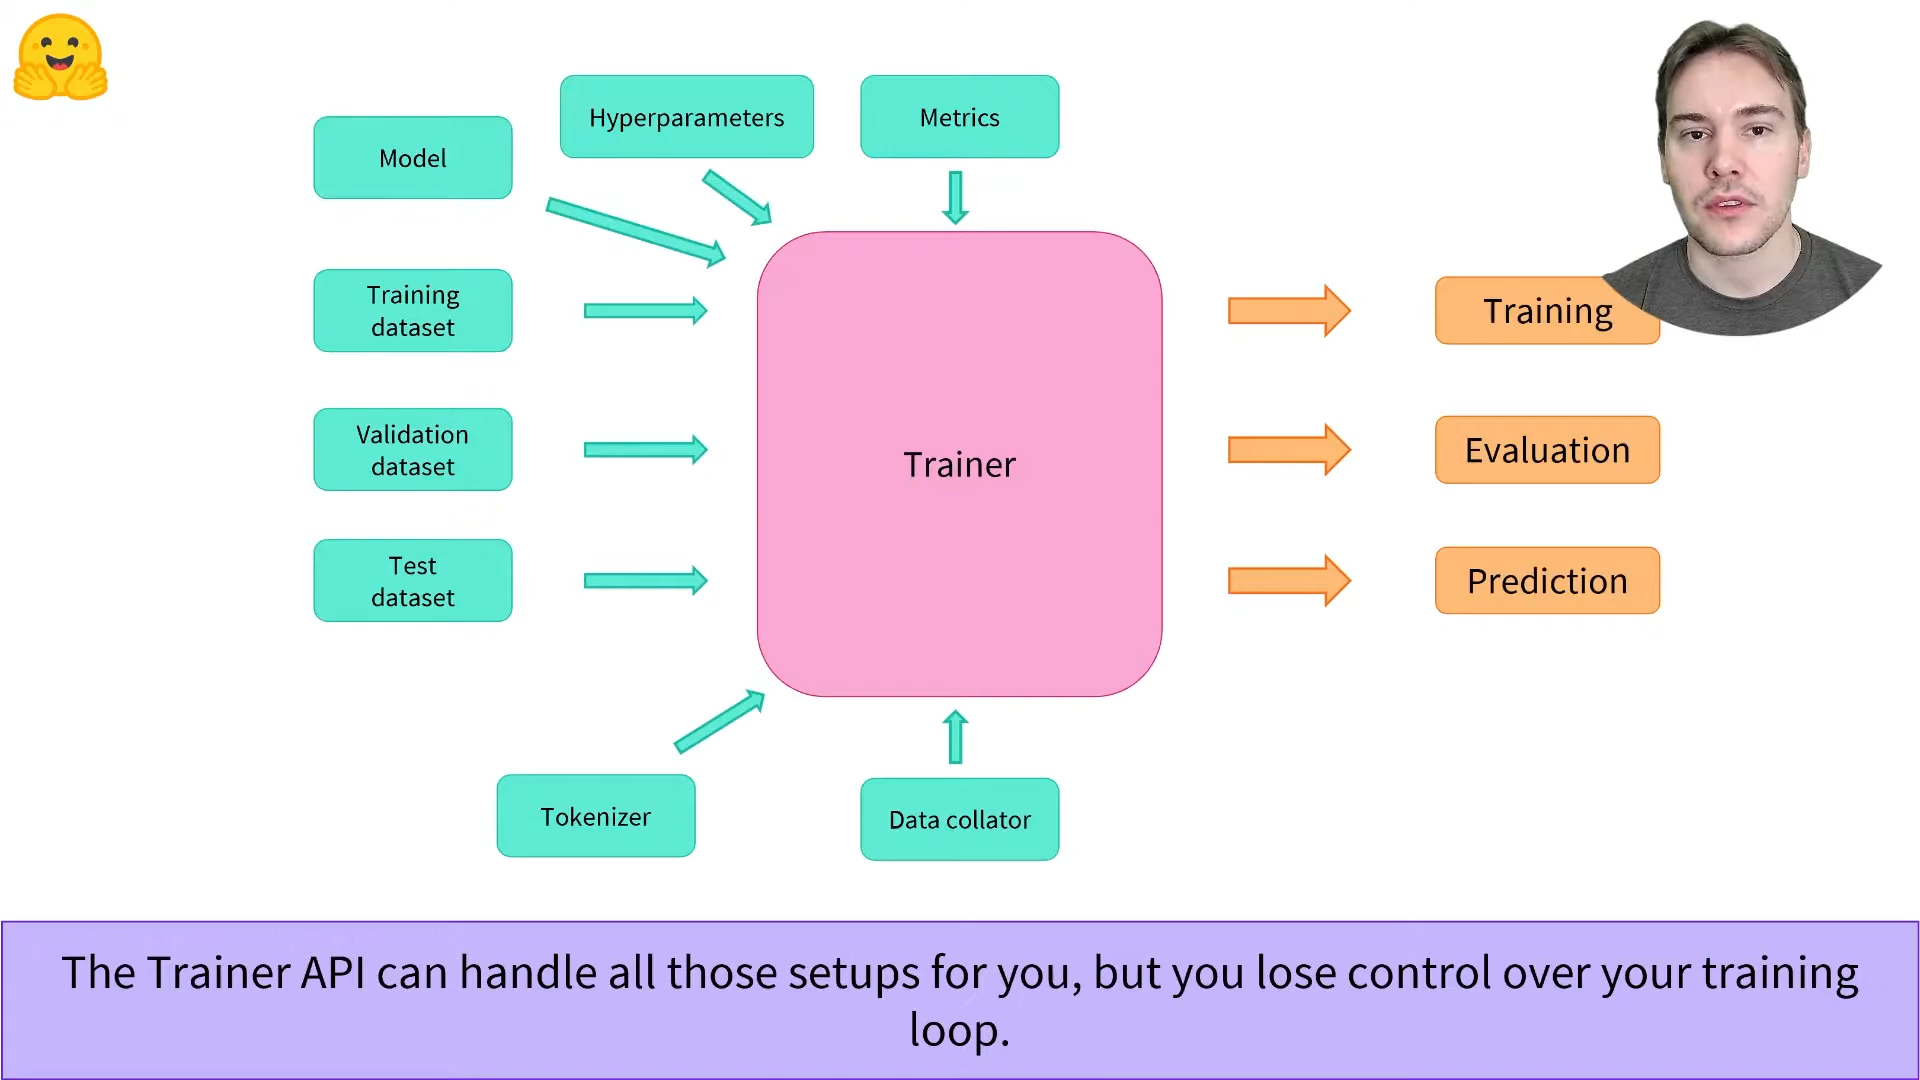 Hyperparameters
Metrics
Model
Training
dataset
Training
Validation
dataset
Evaluation
Trainer
Test
dataset
Prediction
Tokenizer
Data collator
The Trainer API can handle all those setups for you, but you lose control over your training
loop.